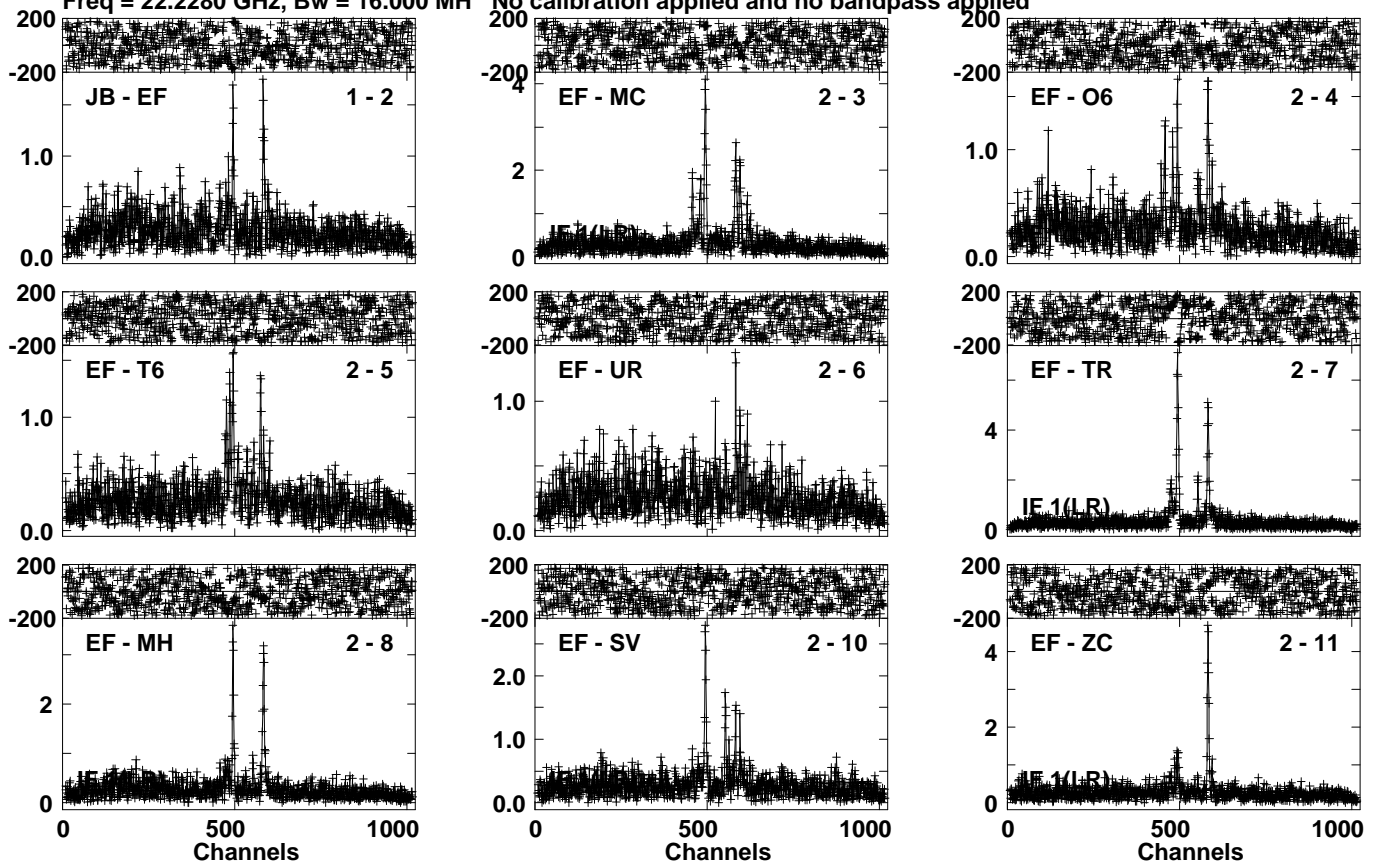 Freq = 22.2280 GHz, Bw = 16.000 MH No calibration applied and no bandpass applied
200 200 200
-200 -200 -200
JB - EF 1 - 2 EF - MC 2 - 3 EF - O6 2 - 4
4
1.0 2 1.0
IF 1(LR)
0.0 0 0.0
200 200 200
-200 -200 -200
EF - T6 2 - 5 EF - UR 2 - 6 EF - TR 2 - 7
1.0 1.0 4
IF 1(LR)
0.0 0.0 0
200 200 200
-200 -200 -200
EF - MH 2 - 8 EF - SV 2 - 10 EF - ZC 2 - 11
2.0 4
2 1.0 2
IF 1(LR)
0 0.0 0
0 500 1000 0 500 1000 0 500 1000
Channels Channels Channels